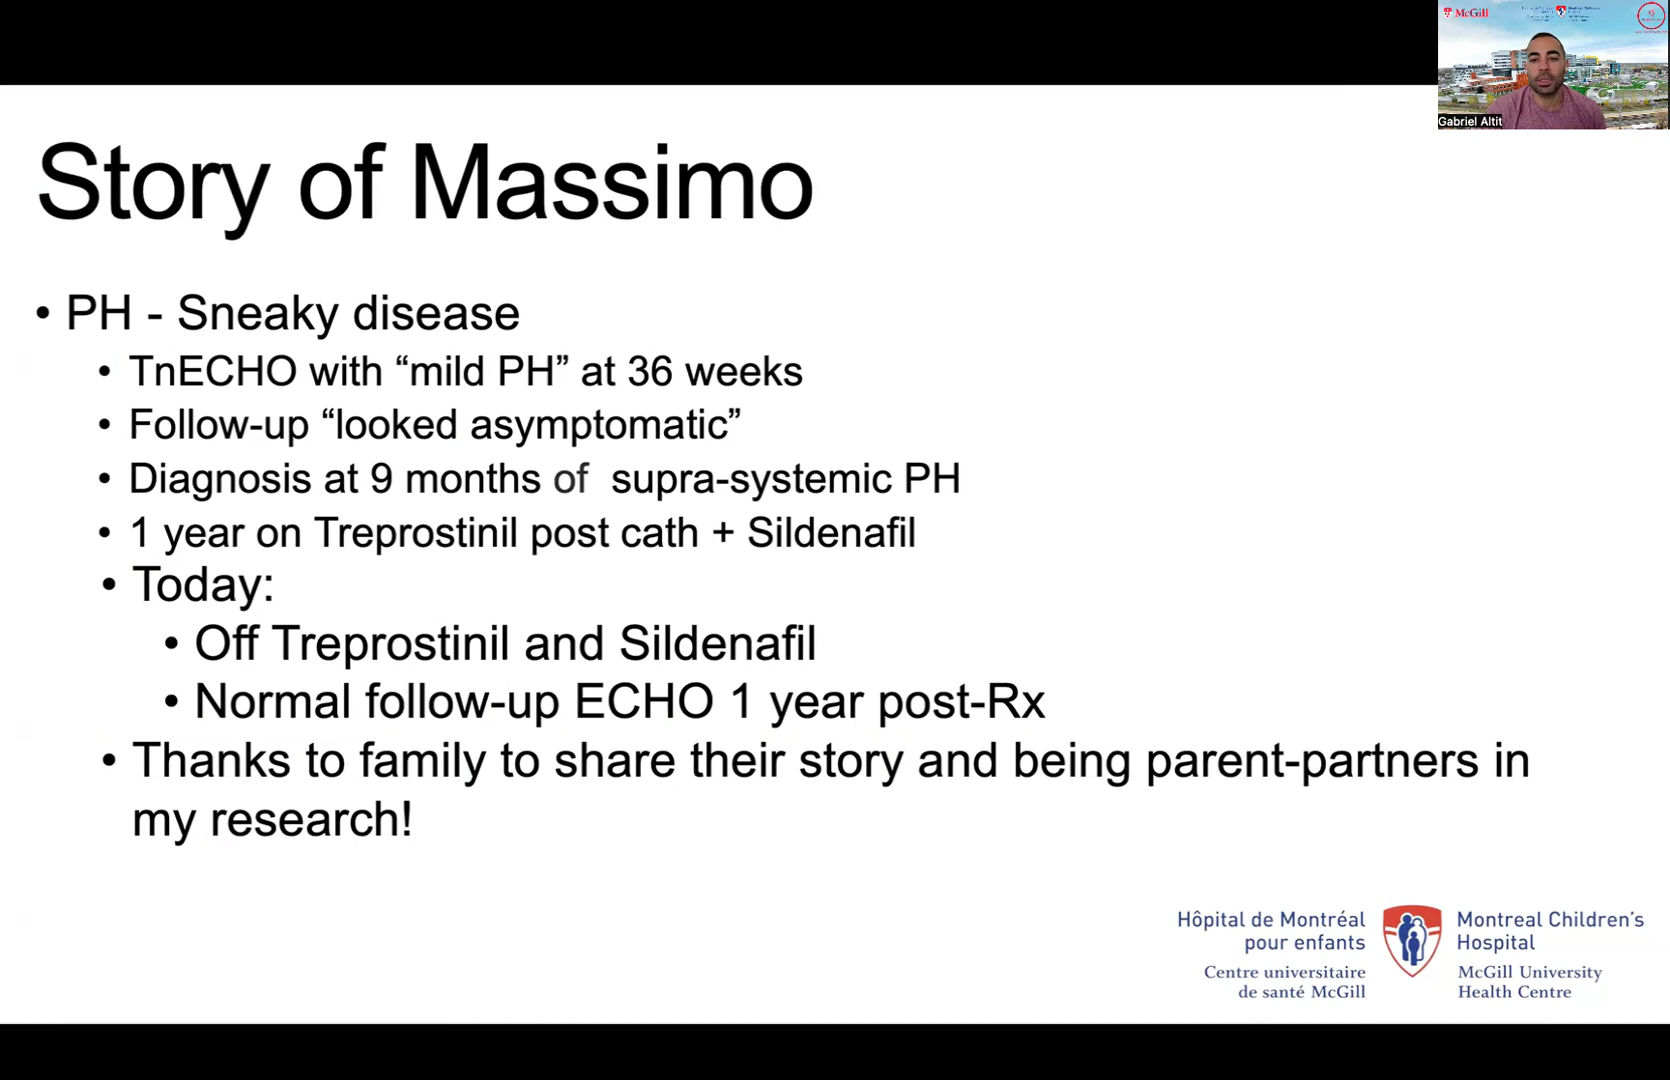 McGill
Gabriel Altit
Story of Massimo
• PH - Sneaky disease
• TnECHO with “mild PH” at 36 weeks
• Follow-up “looked asymptomatic”
• Diagnosis at 9 months of supra-systemic PH
• 1 year on Treprostinil post cath + Sildenafil
• Today:
• Off Treprostinil and Sildenafil
• Normal follow-up ECHO 1 year post-Rx
• Thanks to family to share their story and being parent-partners in
my research!
Hôpital de Montréal
pour enfants
Centre universitaire
de santé McGill
Montreal Children’s
Hospital
McGill University
Health Centre